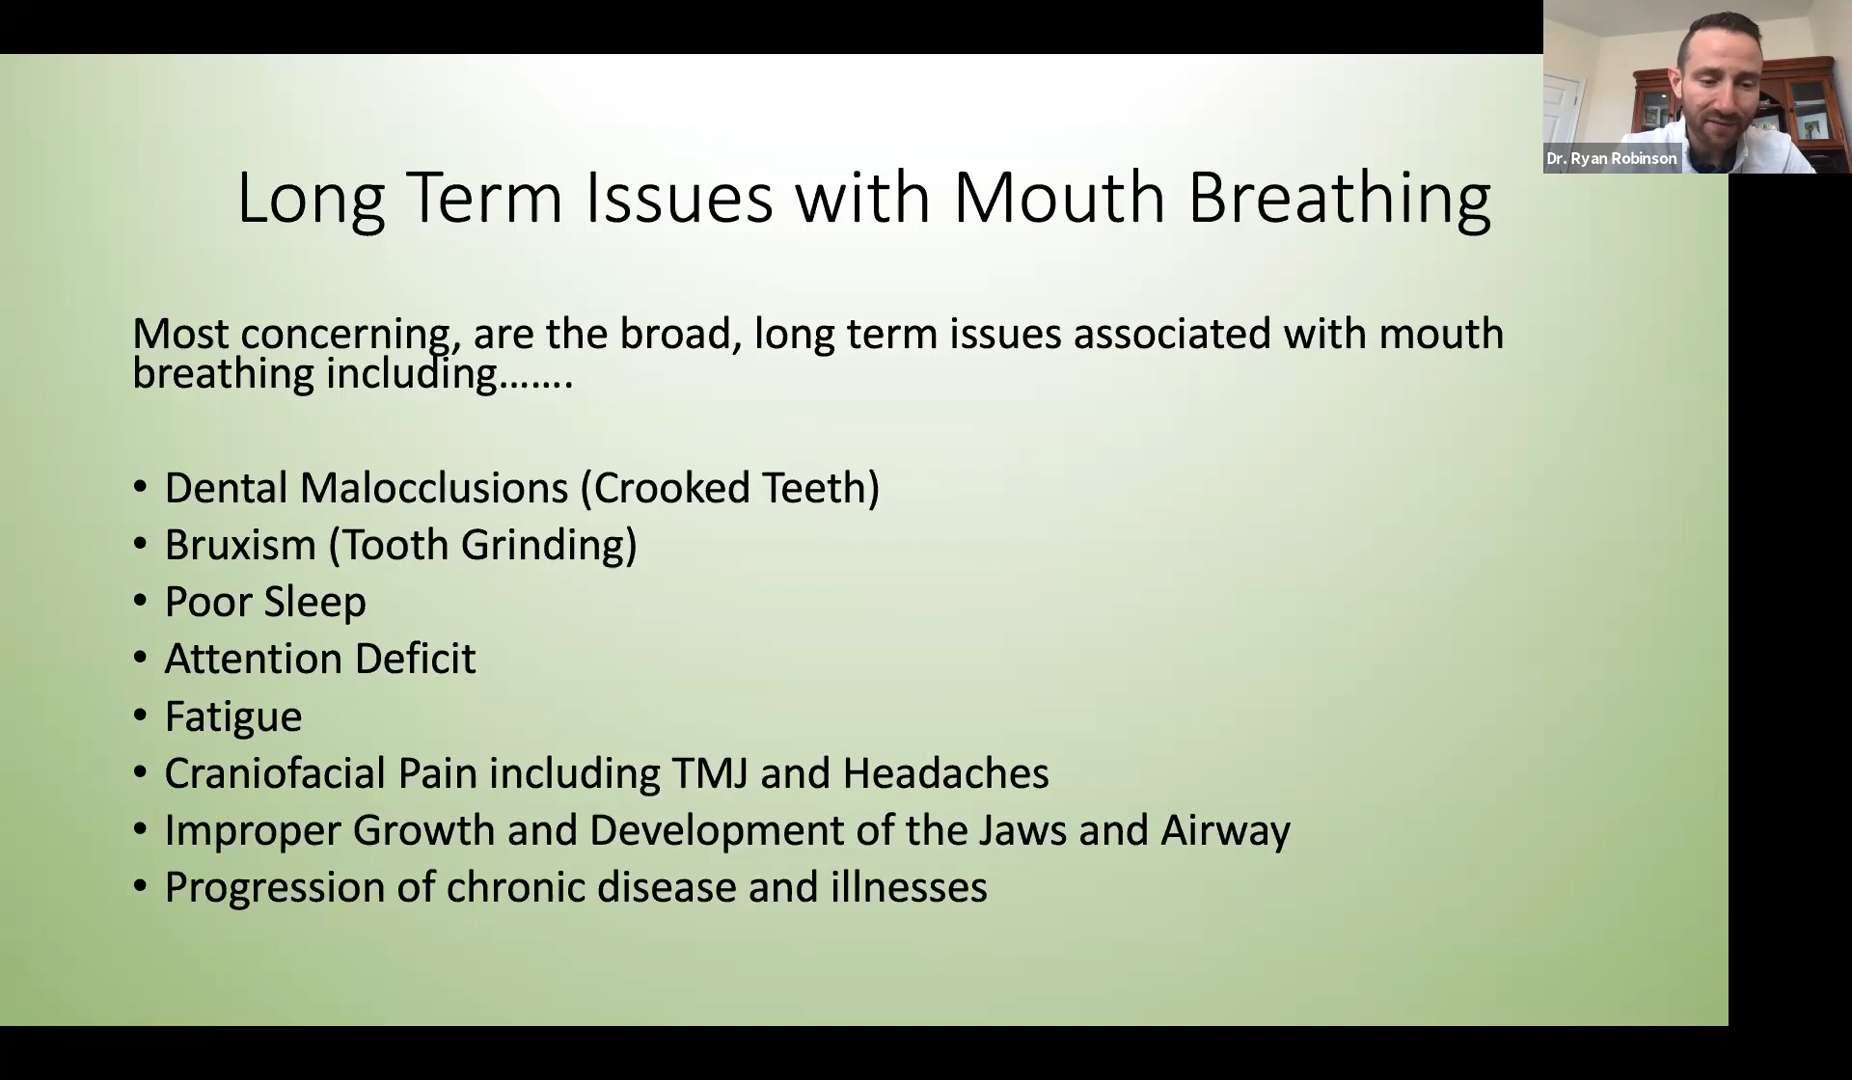 Long Term Issues with Mouth Breathing
Most concerning, are the broad, long term issues associated with mouth
breathing including…….
• Dental Malocclusions (Crooked Teeth)
• Bruxism (Tooth Grinding)
• Poor Sleep
• Attention Deficit
• Fatigue
• Craniofacial Pain including TMJ and Headaches
• Improper Growth and Development of the Jaws and Airway
• Progression of chronic disease and illnesses
Dr. Ryan Robinson